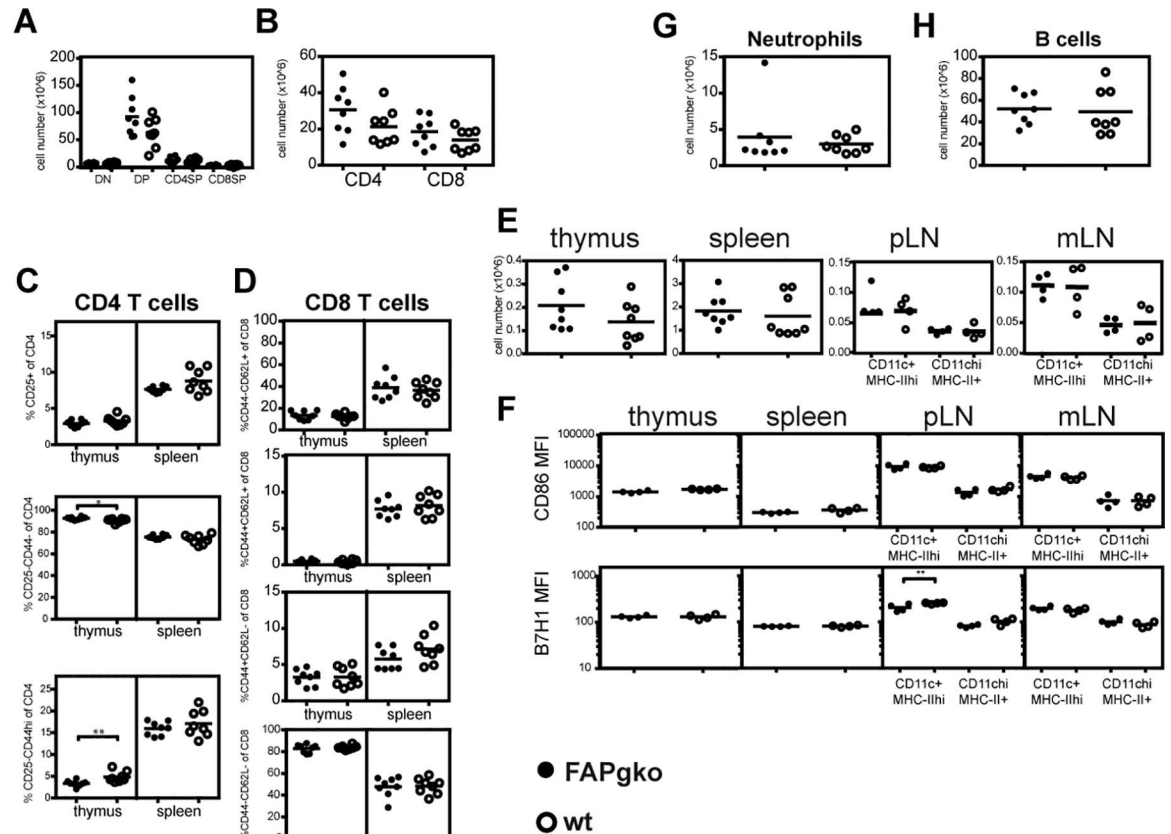 A
cell number (x10^6)
200
150
100
50
0
DN
DP
CD4SP
CD8SP
B
cell number (x10^6)
60
40
20
0
CD4
CD8
G
Neutrophils
cell number (x10^6)
15
10
5
0
H
B cells
cell number (x10^6)
100
80
60
40
20
0
C
CD4 T cells
% CD25+ of CD4
15
10
5
0
thymus
spleen
% CD25-CD44- of CD4
100
80
60
40
20
0
*
thymus
spleen
% CD25-CD44hi of CD4
25
20
15
10
5
0
**
thymus
spleen
D
CD8 T cells
%CD44-CD62L+ of CD8
100
80
60
40
20
0
thymus
spleen
%CD44+CD62L+ of CD8
15
10
5
0
thymus
spleen
%CD44+CD62L- of CD8
15
10
5
0
thymus
spleen
%CD44-CD62L- of CD8
100
80
60
40
20
0
E
thymus
spleen
pLN
mLN
cell number (x10^6)
0.4
0.3
0.2
0.1
0.0
3
2
1
0
0.15
0.10
0.05
0.00
0.15
0.10
0.05
0.00
CD11c+
MHC-IIhi
CD11chi
MHC-II+
CD11c+
MHC-IIhi
CD11chi
MHC-II+
F
thymus
spleen
pLN
mLN
CD86 MFI
100000
10000
1000
100
CD11c+
MHC-IIhi
CD11chi
MHC-II+
CD11c+
MHC-IIhi
CD11chi
MHC-II+
B7H1 MFI
1000
100
10
**
CD11c+
MHC-IIhi
CD11chi
MHC-II+
CD11c+
MHC-IIhi
CD11chi
MHC-II+
FAPgko
wt